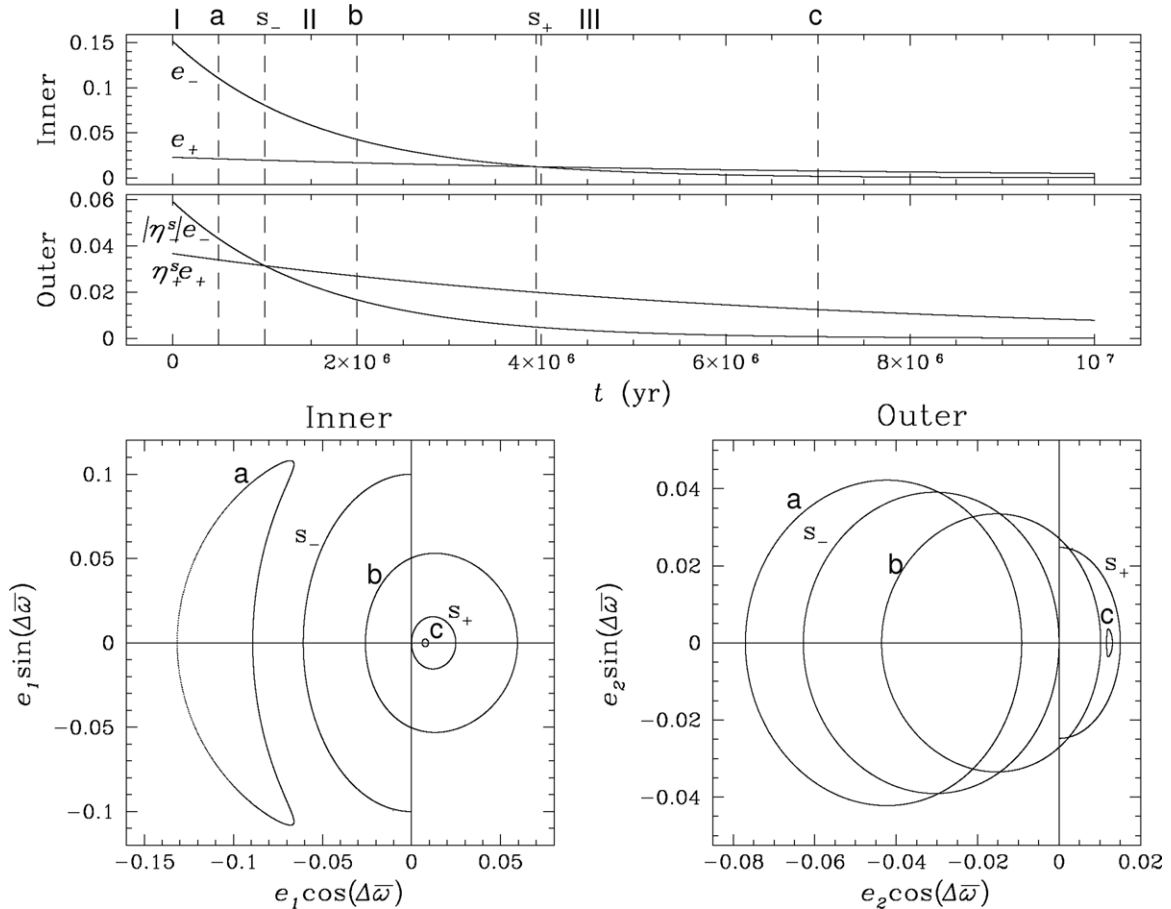 I a s₋ II b s₊ III c
Inner
0.15
0.1
0.05
0
e₋
e₊
Outer
0.06
0.04
0.02
0
|ηˢ₋|e₋
ηˢ₊e₊
0 2×10⁶ 4×10⁶ 6×10⁶ 8×10⁶ 10⁷
t (yr)
Inner
e₁sin(Δϖ)
0.1
0.05
0
−0.05
−0.1
a
s₋
b
s₊
c
−0.15 −0.1 −0.05 0 0.05
e₁cos(Δϖ)
Outer
e₂sin(Δϖ)
0.04
0.02
0
−0.02
−0.04
a
s₋
b
s₊
c
−0.08 −0.06 −0.04 −0.02 0 0.02
e₂cos(Δϖ)